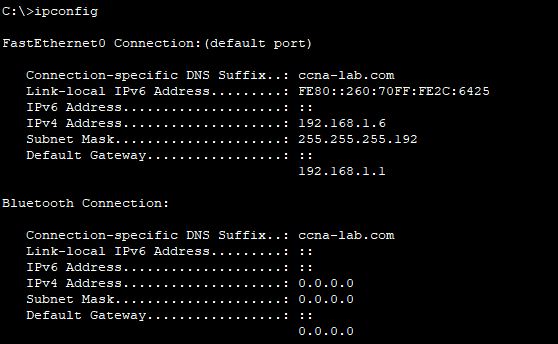 C:\>ipconfig
FastEthernet0 Connection:(default port)
Connection-specific DNS Suffix..: ccna-lab.com
Link-local IPv6 Address.........: FE80::260:70FF:FE2C:6425
IPv6 Address....................: ::
IPv4 Address....................: 192.168.1.6
Subnet Mask.....................: 255.255.255.192
Default Gateway.................: ::
192.168.1.1
Bluetooth Connection:
Connection-specific DNS Suffix..: ccna-lab.com
Link-local IPv6 Address.........: ::
IPv6 Address....................: ::
IPv4 Address....................: 0.0.0.0
Subnet Mask.....................: 0.0.0.0
Default Gateway.................: ::
0.0.0.0